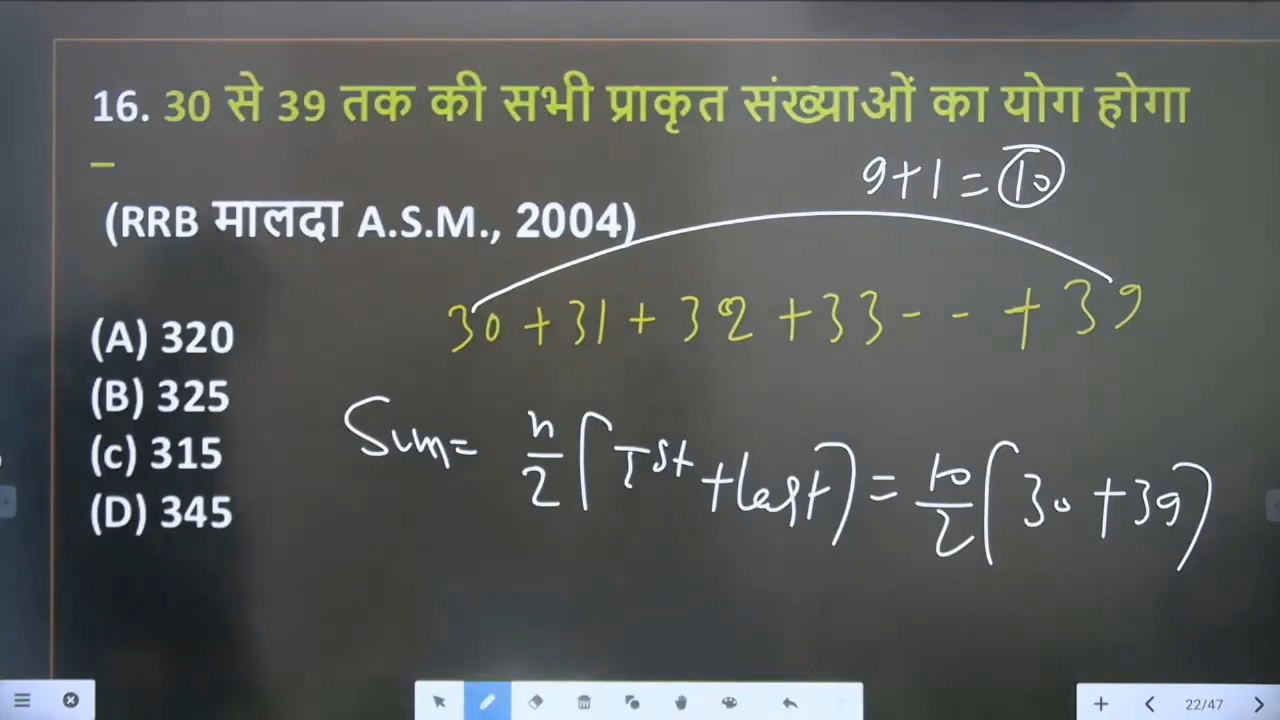 16. 30 से 39 तक की सभी प्राकृत संख्याओं का योग होगा
–
9+1=10
(RRB मालदा A.S.M., 2004)
30+31+32+33--+39
(A) 320
(B) 325
(c) 315
(D) 345
Sum= n/2(Ist+last)=10/2(30+39)
22/47